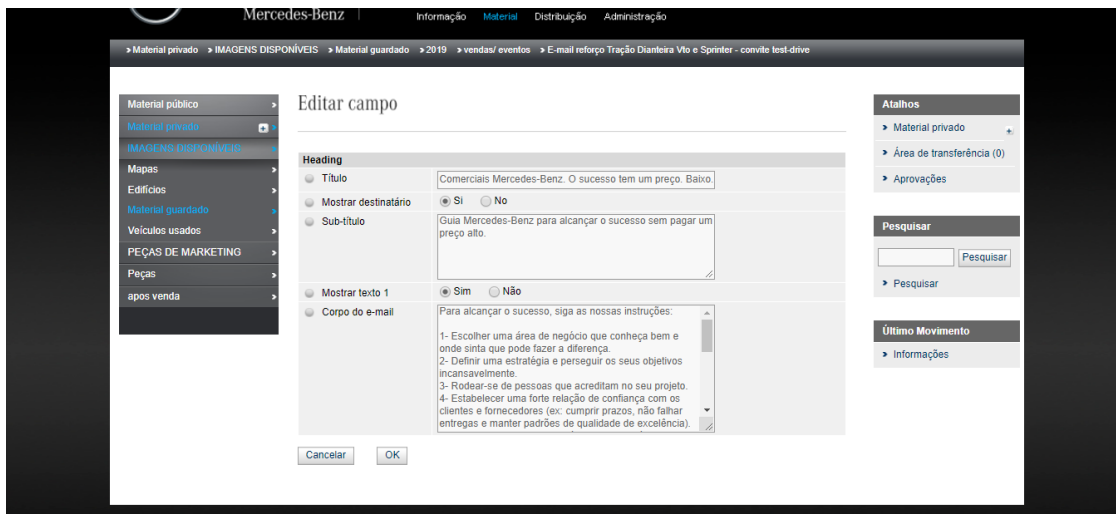 Mercedes-Benz
Informação Material Distribuição Administração
» Material privado » IMAGENS DISPONÍVEIS » Material guardado » 2019 » vendas/ eventos » E-mail reforço Tração Dianteira Vto e Sprinter - convite test-drive
Material público
Material privado
IMAGENS DISPONÍVEIS
Mapas
Edifícios
Material guardado
Veículos usados
PEÇAS DE MARKETING
Peças
apos venda
Editar campo
Heading
Título
Comerciais Mercedes-Benz. O sucesso tem um preço. Baixo.
Mostrar destinatário
Si No
Sub-título
Guia Mercedes-Benz para alcançar o sucesso sem pagar um
preço alto.
Mostrar texto 1
Sim Não
Corpo do e-mail
Para alcançar o sucesso, siga as nossas instruções:
1- Escolher uma área de negócio que conheça bem e
onde sinta que pode fazer a diferença.
2- Definir uma estratégia e perseguir os seus objetivos
incansavelmente.
3- Rodear-se de pessoas que acreditam no seu projeto.
4- Estabelecer uma forte relação de confiança com os
clientes e fornecedores (ex: cumprir prazos, não falhar
entregas e manter padrões de qualidade de excelência).
Cancelar OK
Atalhos
Material privado
Área de transferência (0)
Aprovações
Pesquisar
Pesquisar
Pesquisar
Último Movimento
Informações